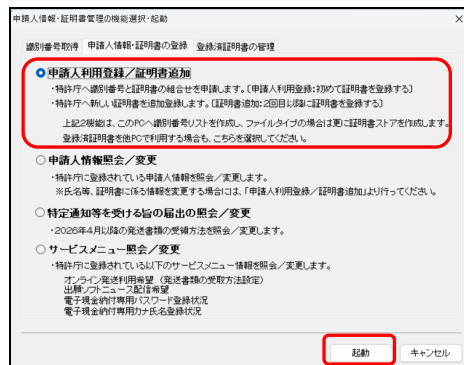 申請人情報・証明書管理の機能選択・起動
識別番号取得 申請人情報・証明書の登録 登録済証明書の管理
申請人利用登録／証明書追加
・特許庁へ識別番号と証明書の組合せを申請します。〔申請人利用登録：初めて証明書を登録する〕
・特許庁へ新しい証明書を追加登録します。〔証明書追加：2回目以降に証明書を登録する〕
上記2機能は、このPCへ識別番号リストを作成し、ファイルタイプの場合は更に証明書ストアを作成します。
登録済証明書を他PCで利用する場合も、こちらを選択してください。
申請人情報照会／変更
・特許庁に登録されている申請人情報を照会／変更します。
※氏名等、証明書に係る情報を変更する場合には、「申請人利用登録／証明書追加」より行ってください。
特定通知等を受ける旨の届出の照会／変更
・2026年4月以降の発送書類の受領方法を照会／変更します。
サービスメニュー照会／変更
・特許庁に登録されている以下のサービスメニュー情報を照会／変更します。
オンライン発送利用希望（発送書類の受取方法設定）
出願ソフトニュース配信希望
電子現金納付専用パスワード登録状況
電子現金納付専用カナ氏名登録状況
起動 キャンセル